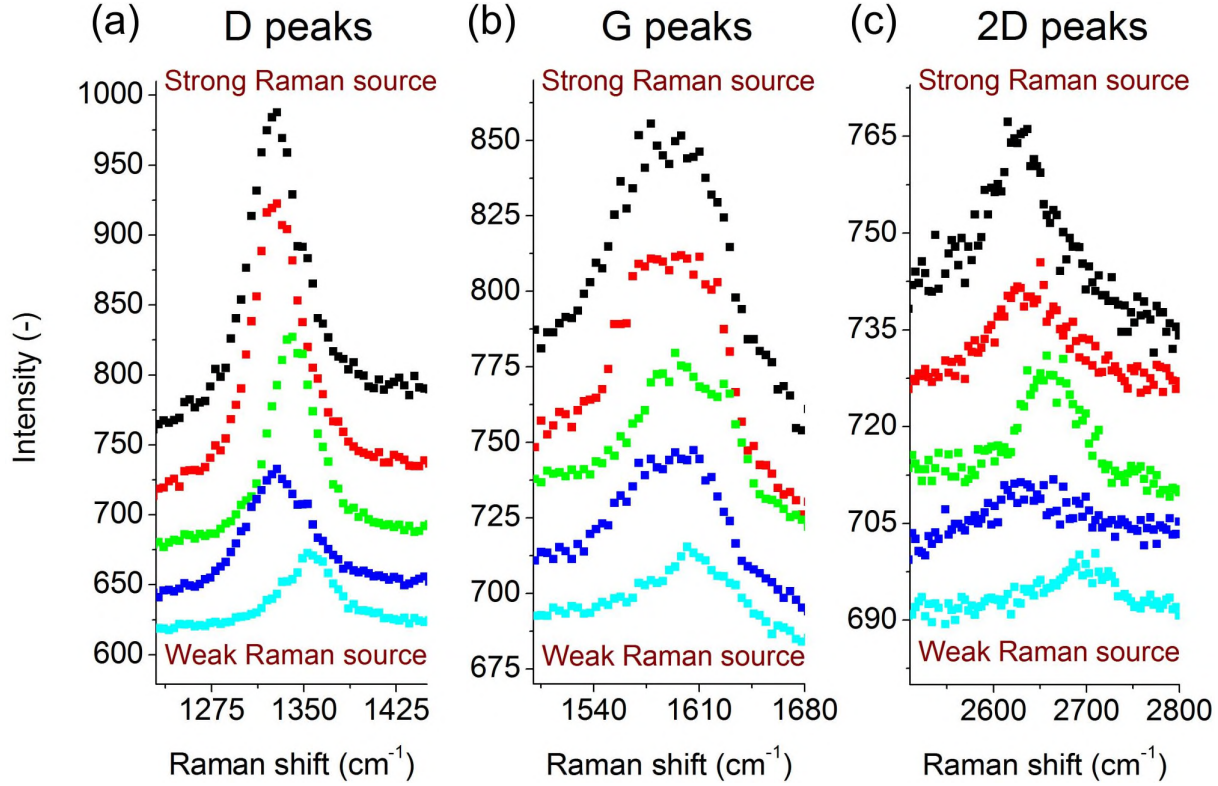 (a) D peaks
(b) G peaks
(c) 2D peaks
Intensity (-)
Strong Raman source
1000
950
900
850
800
750
700
650
600
Weak Raman source
1275 1350 1425
Raman shift (cm⁻¹)
Strong Raman source
850
825
800
775
750
725
700
675
Weak Raman source
1540 1610 1680
Raman shift (cm⁻¹)
Strong Raman source
765
750
735
720
705
690
Weak Raman source
2600 2700 2800
Raman shift (cm⁻¹)